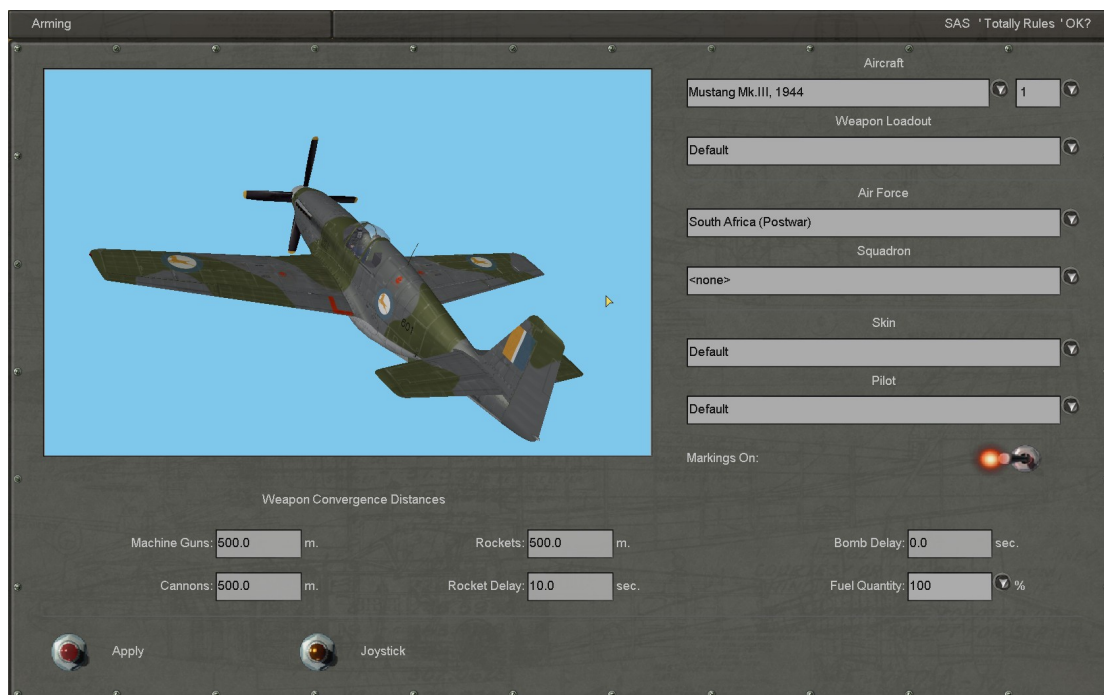 Arming
SAS ' Totally Rules ' OK?
Aircraft
Mustang Mk.III, 1944 1
Weapon Loadout
Default
Air Force
South Africa (Postwar)
Squadron
<none>
Skin
Default
Pilot
Default
Markings On:
601
Weapon Convergence Distances
Machine Guns: 500.0 m. Rockets: 500.0 m. Bomb Delay: 0.0 sec.
Cannons: 500.0 m. Rocket Delay: 10.0 sec. Fuel Quantity: 100 %
Apply Joystick